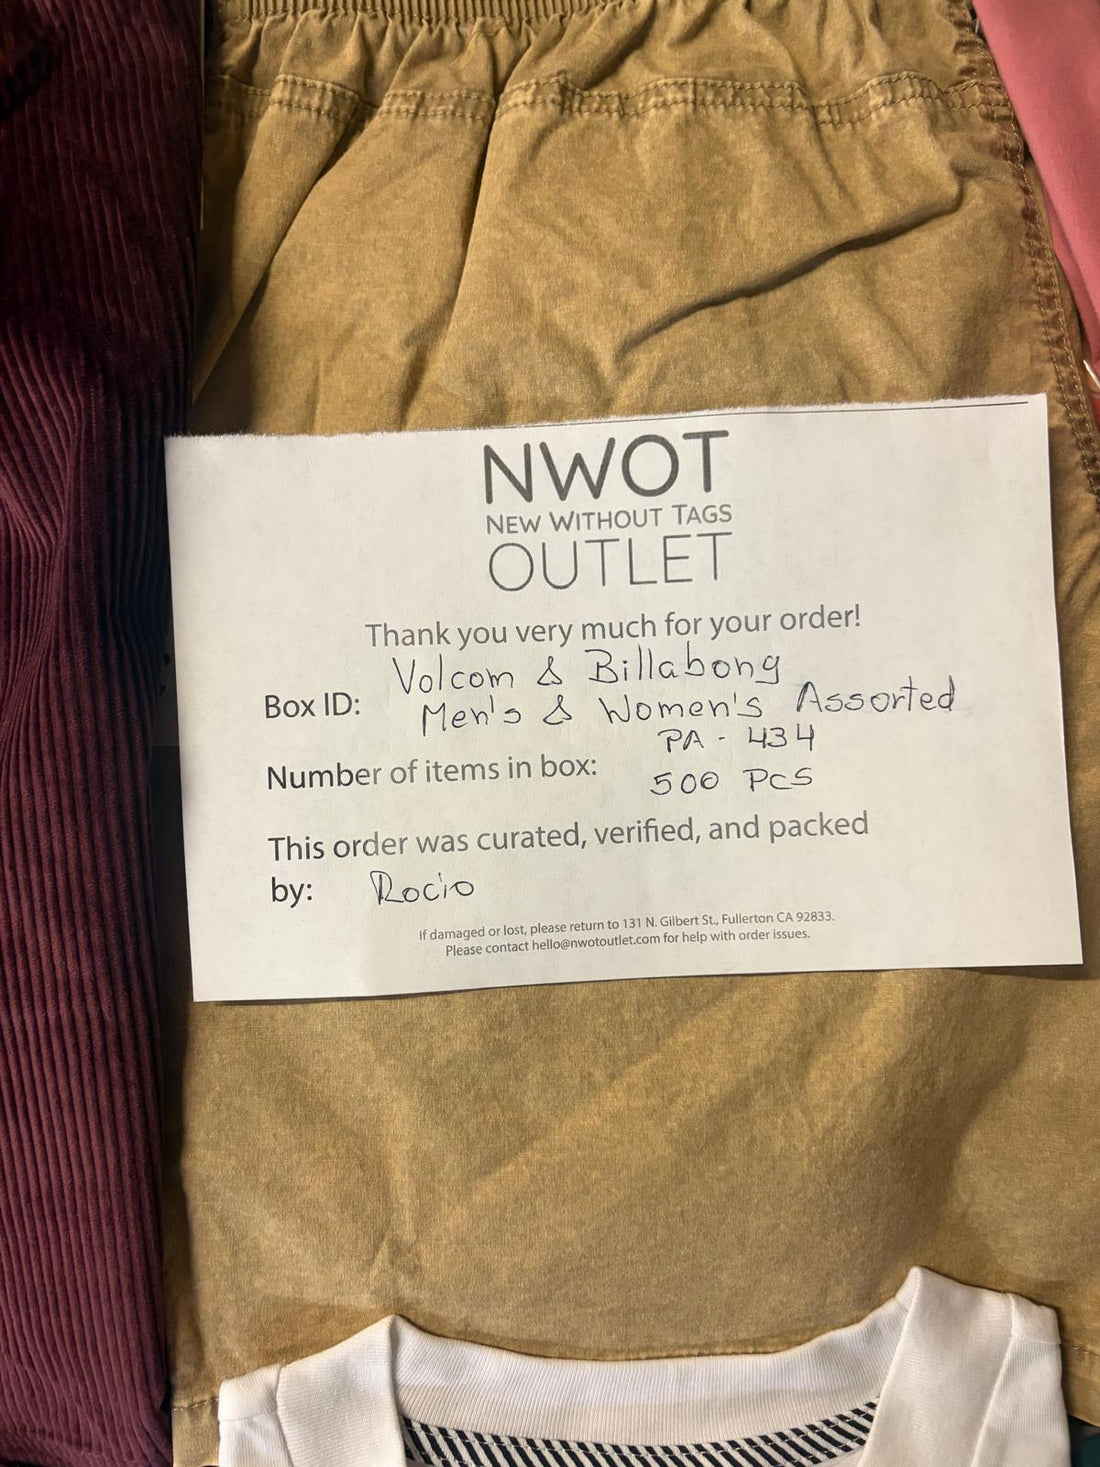 NWOT
NEW WITHOUT TAGS
OUTLET
Thank you very much for your order!
Box ID: Volcom & Billabong
Men's & Women's Assorted
PA - 434
Number of items in box: 500 PCS
This order was curated, verified, and packed
by: Rocio
If damaged or lost, please return to 131 N. Gilbert St., Fullerton CA 92833.
Please contact hello@nwotoutlet.com for help with order issues.